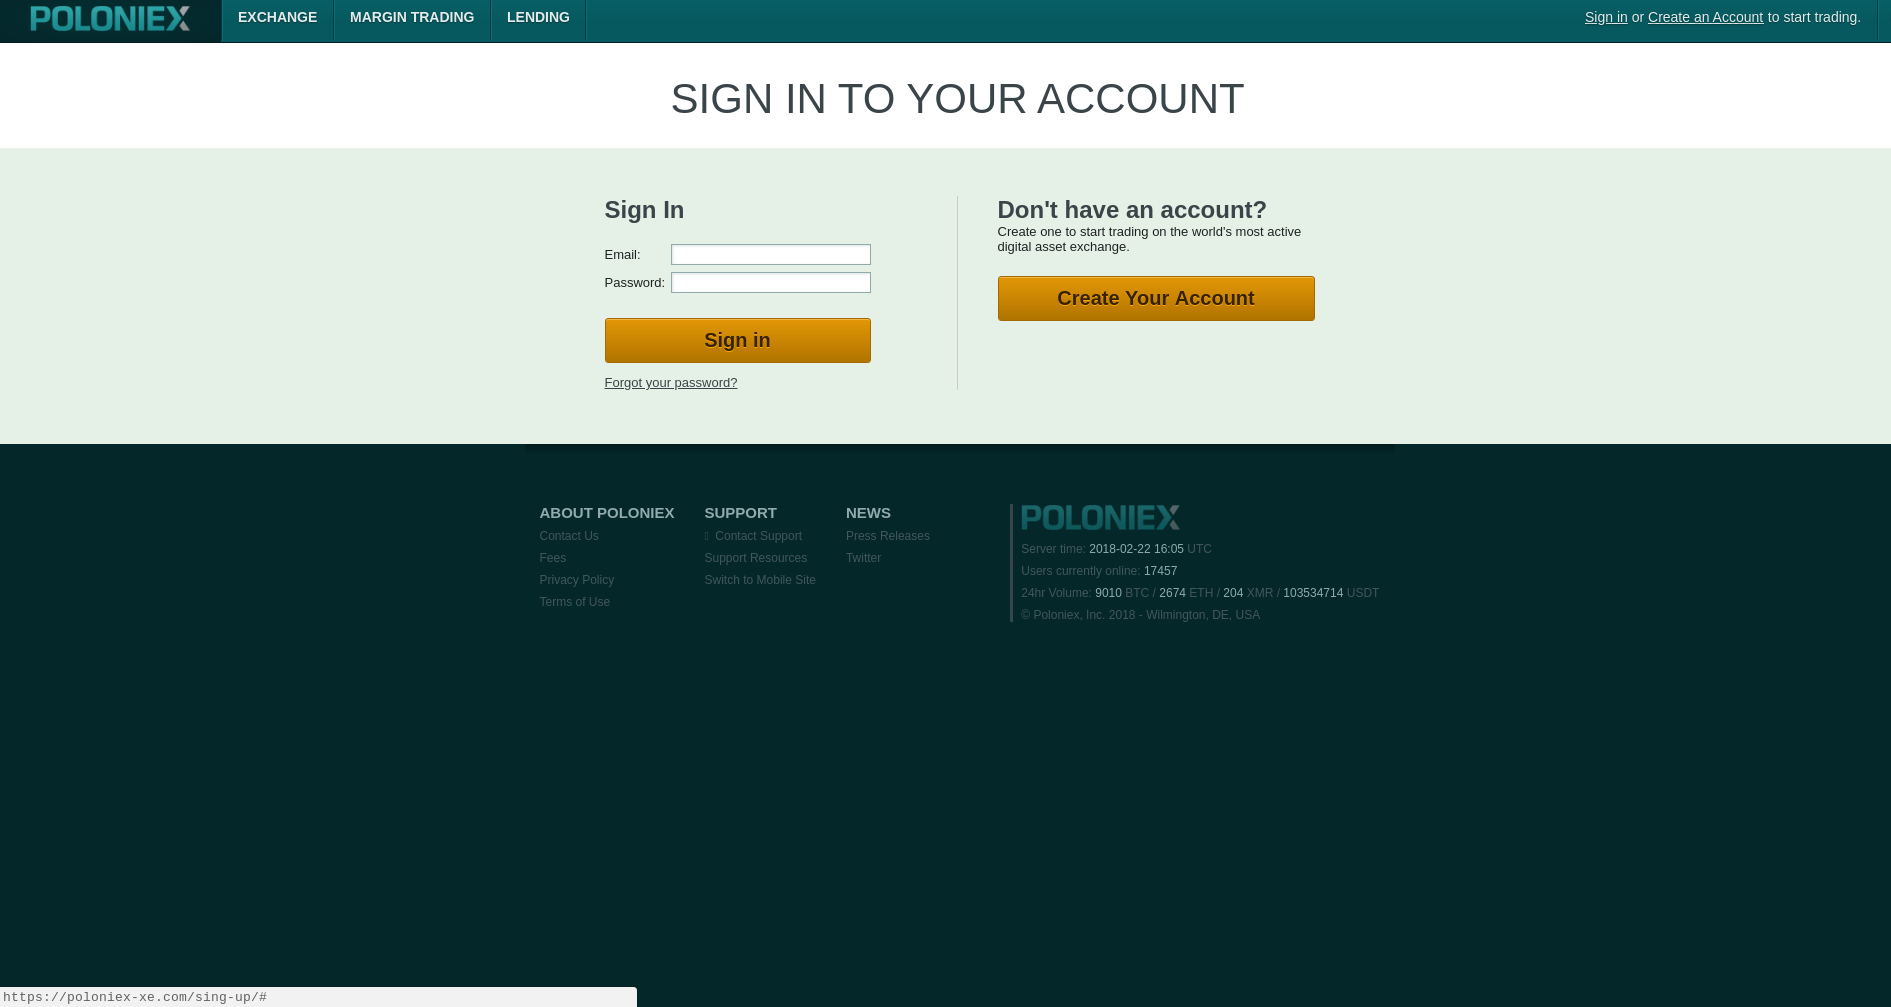 POLONIEX
EXCHANGE
MARGIN TRADING
LENDING
Sign in or Create an Account to start trading.
SIGN IN TO YOUR ACCOUNT
Sign In
Email:
Password:
Sign in
Forgot your password?
Don't have an account?
Create one to start trading on the world's most active
digital asset exchange.
Create Your Account
ABOUT POLONIEX
Contact Us
Fees
Privacy Policy
Terms of Use
SUPPORT
Contact Support
Support Resources
Switch to Mobile Site
NEWS
Press Releases
Twitter
POLONIEX
Server time: 2018-02-22 16:05 UTC
Users currently online: 17457
24hr Volume: 9010 BTC / 2674 ETH / 204 XMR / 103534714 USDT
© Poloniex, Inc. 2018 - Wilmington, DE, USA
https://poloniex-xe.com/sing-up/#